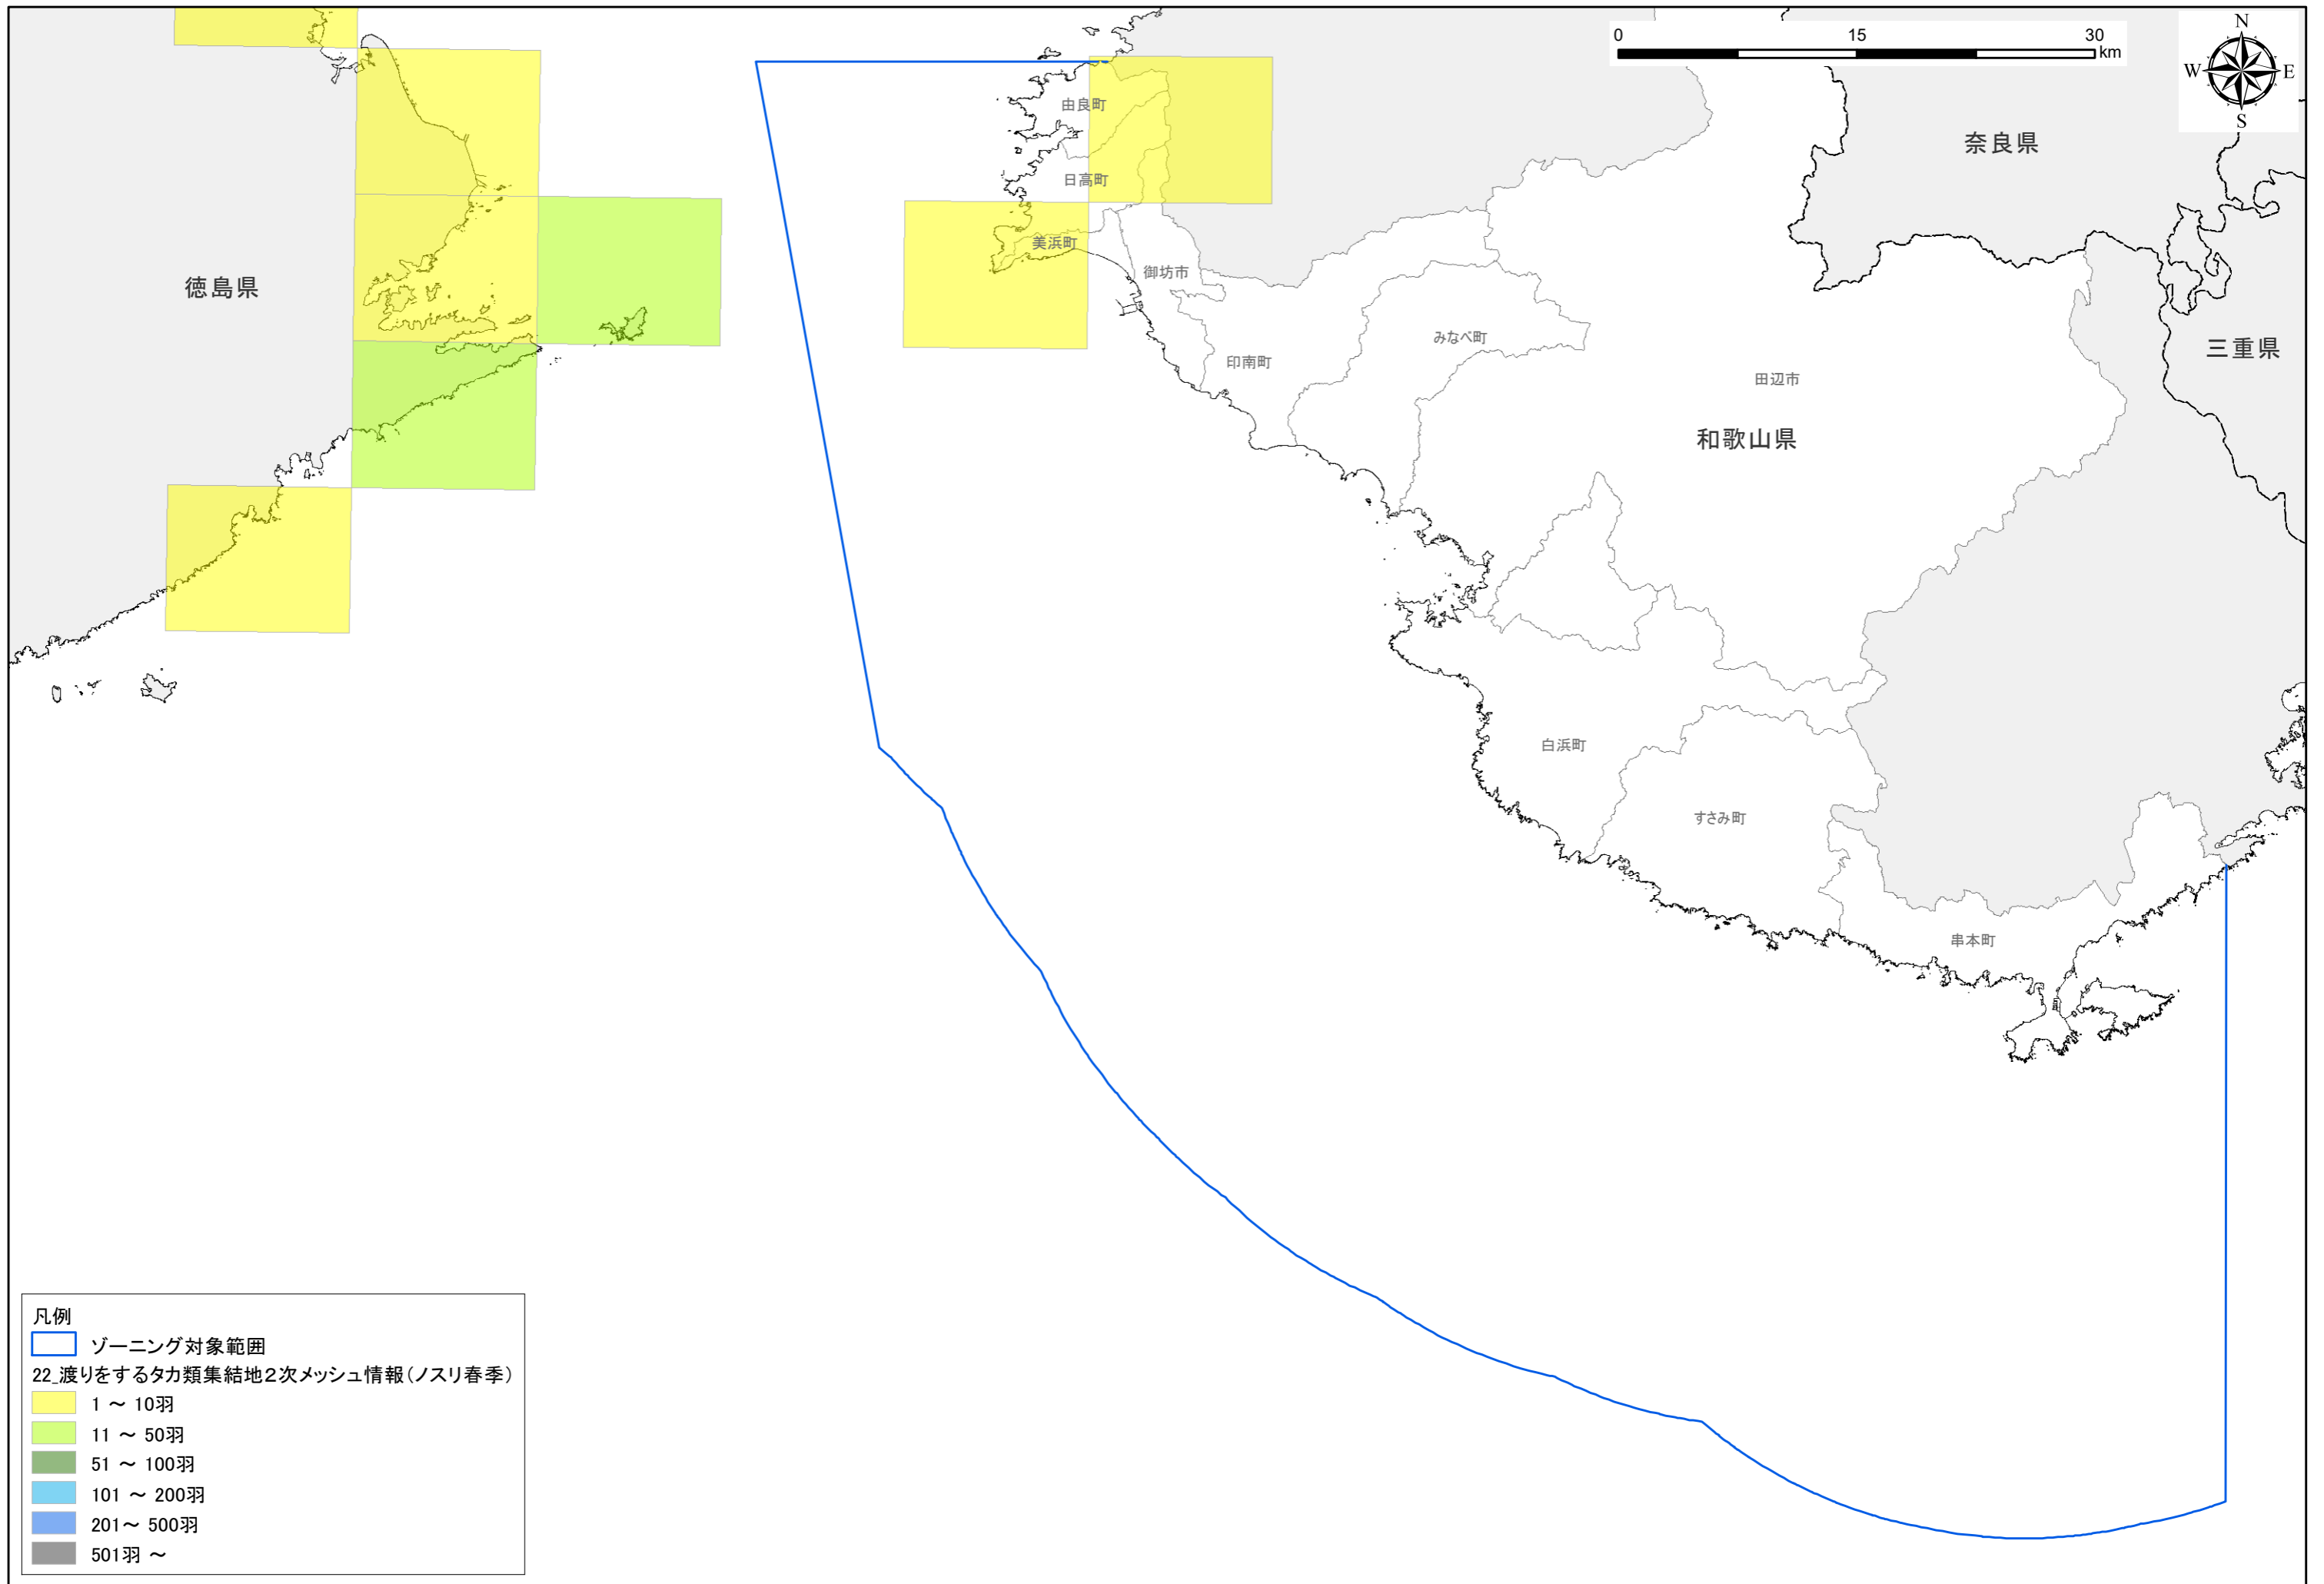 0 15 30
km
N
W E
S
奈良県
由良町
日高町
美浜町
御坊市
徳島県
みなべ町
三重県
印南町
田辺市
和歌山県
白浜町
すさみ町
串本町
凡例
ゾーニング対象範囲
22_渡りをするタカ類集結地2次メッシュ情報(ノスリ春季)
1 ～ 10羽
11 ～ 50羽
51 ～ 100羽
101 ～ 200羽
201～ 500羽
501羽 ～